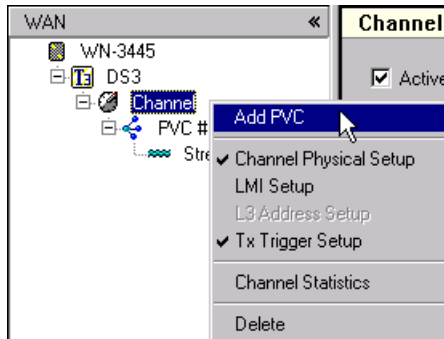 WAN «
Channel
WN-3445
T3 DS3
Active
Channel
Add PVC
PVC #
Stre
Channel Physical Setup
LMI Setup
L3 Address Setup
Tx Trigger Setup
Channel Statistics
Delete